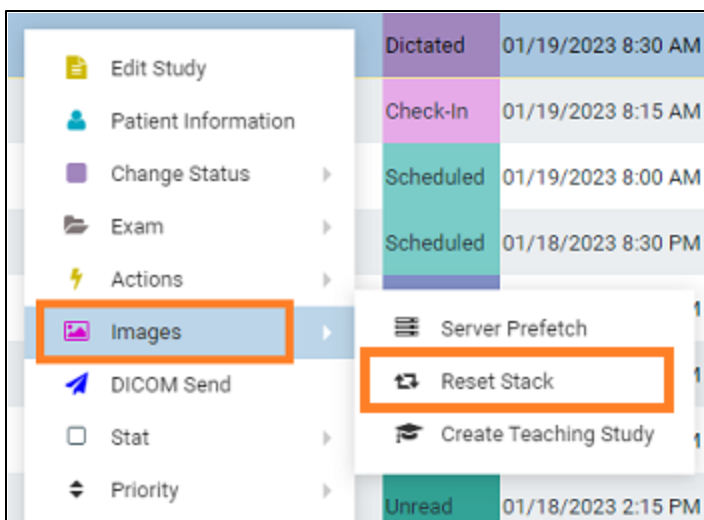 Edit Study
Patient Information
Change Status
Exam
Actions
Images
DICOM Send
Stat
Priority
Server Prefetch
Reset Stack
Create Teaching Study
Dictated 01/19/2023 8:30 AM
Check-In 01/19/2023 8:15 AM
Scheduled 01/19/2023 8:00 AM
Scheduled 01/18/2023 8:30 PM
Unread 01/18/2023 2:15 PM